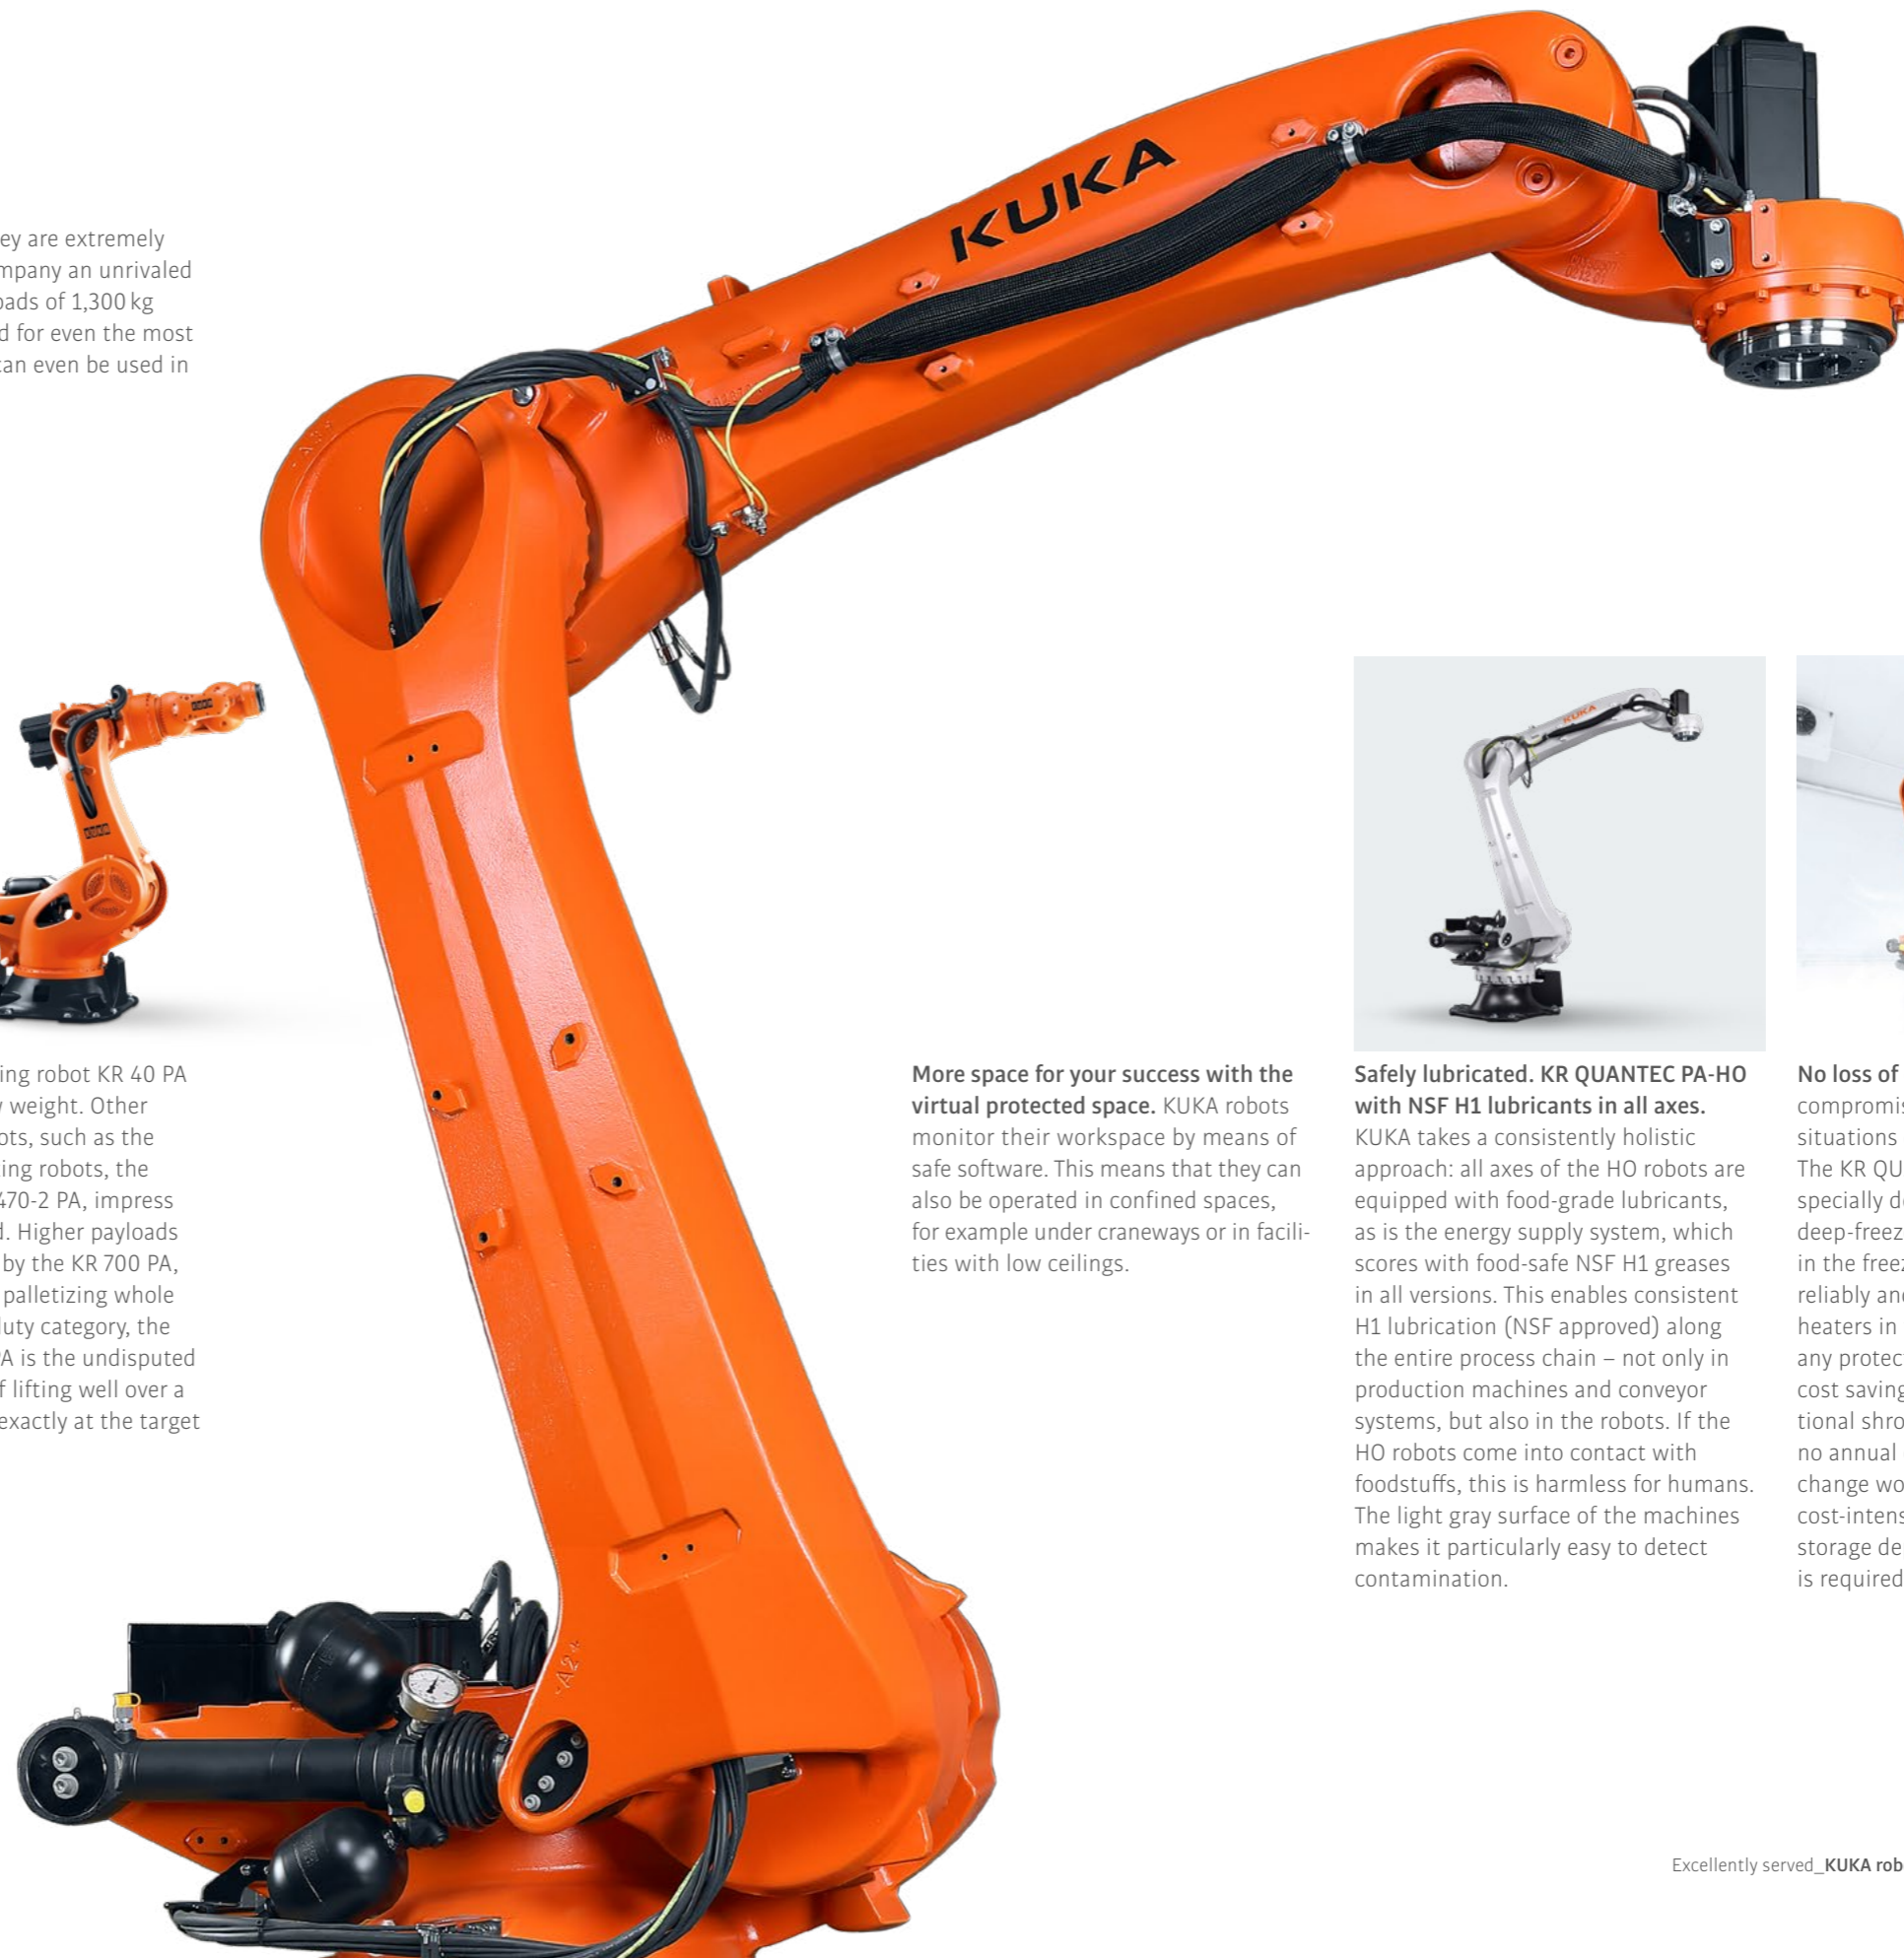 ey are extremely
mpany an unrivaled
oads of 1,300 kg
d for even the most
can even be used in
KUKA
KUKA
ing robot KR 40 PA
weight. Other
ots, such as the
ing robots, the
470-2 PA, impress
d. Higher payloads
by the KR 700 PA,
palletizing whole
duty category, the
PA is the undisputed
f lifting well over a
exactly at the target
More space for your success with the
virtual protected space. KUKA robots
monitor their workspace by means of
safe software. This means that they can
also be operated in confined spaces,
for example under craneways or in facili-
ties with low ceilings.
Safely lubricated. KR QUANTEC PA-HO
with NSF H1 lubricants in all axes.
KUKA takes a consistently holistic
approach: all axes of the HO robots are
equipped with food-grade lubricants,
as is the energy supply system, which
scores with food-safe NSF H1 greases
in all versions. This enables consistent
H1 lubrication (NSF approved) along
the entire process chain – not only in
production machines and conveyor
systems, but also in the robots. If the
HO robots come into contact with
foodstuffs, this is harmless for humans.
The light gray surface of the machines
makes it particularly easy to detect
contamination.
No loss of
compromis
situations
The KR QU
specially de
deep-freez
in the freez
reliably and
heaters in
any protec
cost saving
tional shro
no annual
change wo
cost-intens
storage de
is required
A2
Excellently served_KUKA rob